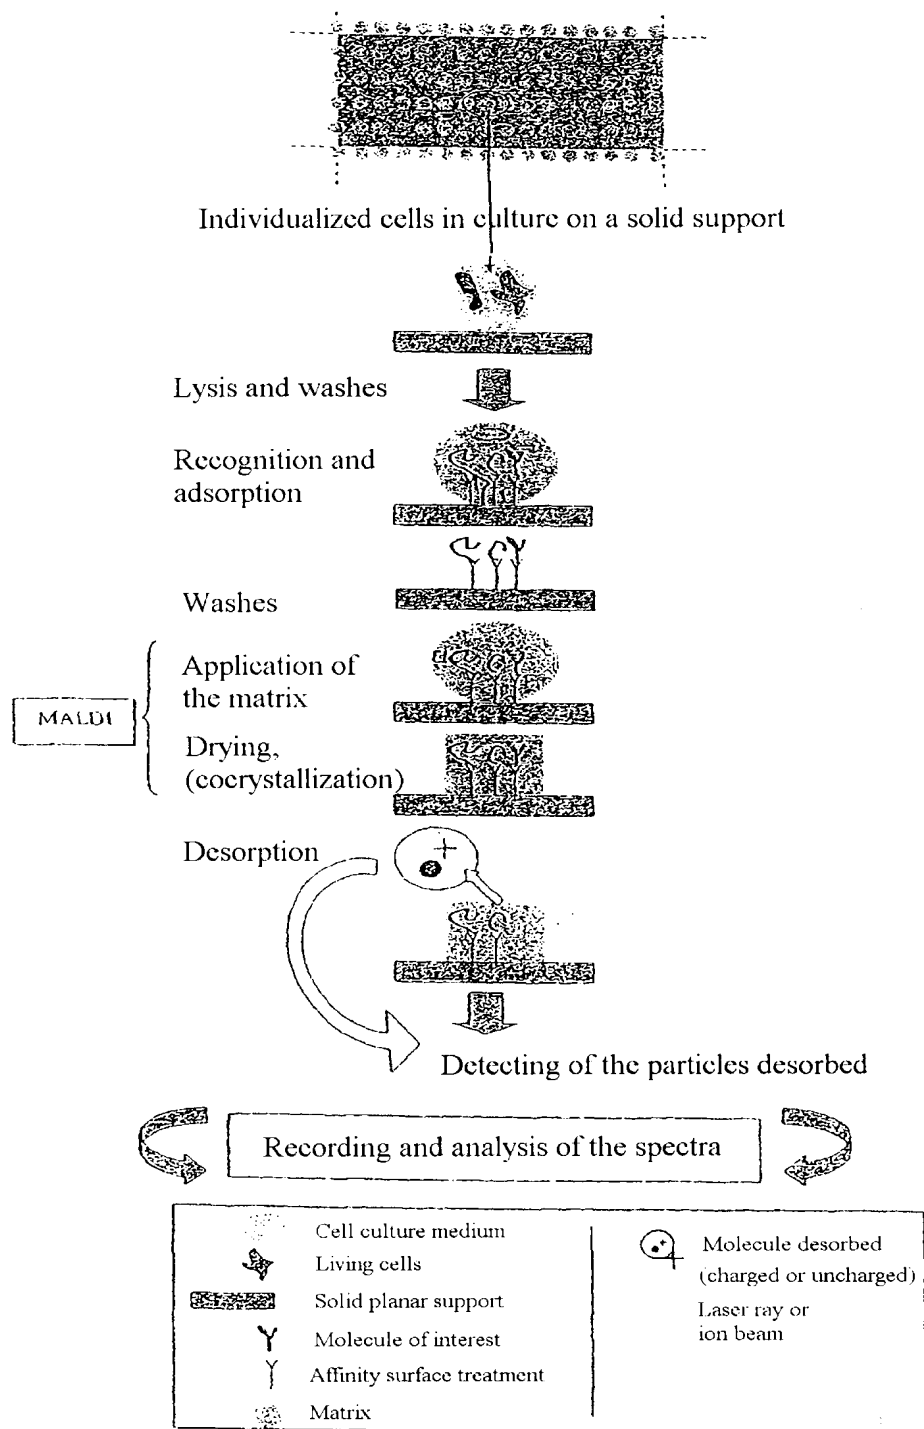 Individualized cells in culture on a solid support
Lysis and washes
Recognition and
adsorption
Washes
Application of
the matrix
MALDI
Drying,
(cocrystallization)
Desorption
Detecting of the particles desorbed
Recording and analysis of the spectra
Cell culture medium
Living cells
Solid planar support
Molecule of interest
Affinity surface treatment
Matrix
Molecule desorbed
(charged or uncharged)
Laser ray or
ion beam